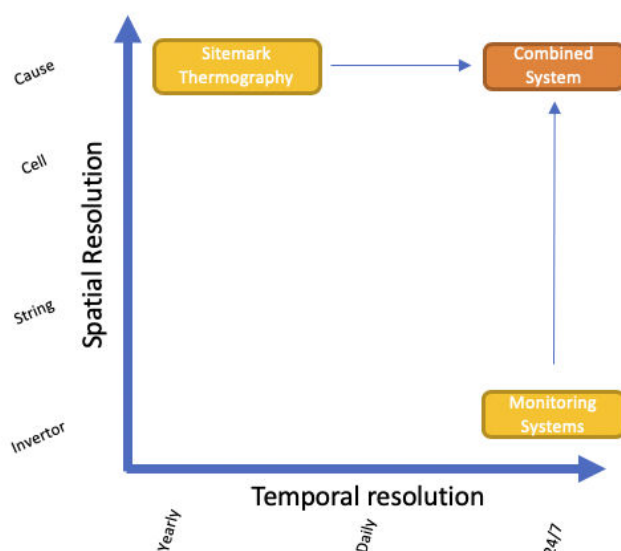 Cause
Cell
String
Invertor
Spatial Resolution
Sitemark
Thermography
Combined
System
Monitoring
Systems
Temporal resolution
Yearly
Daily
24/7